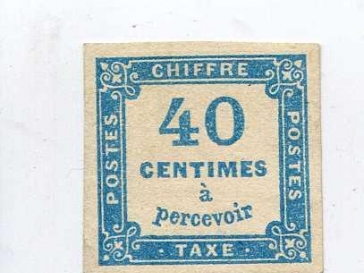 CHIFFRE
POSTES
40
CENTIMES
à
percevoir
POSTES
TAXE